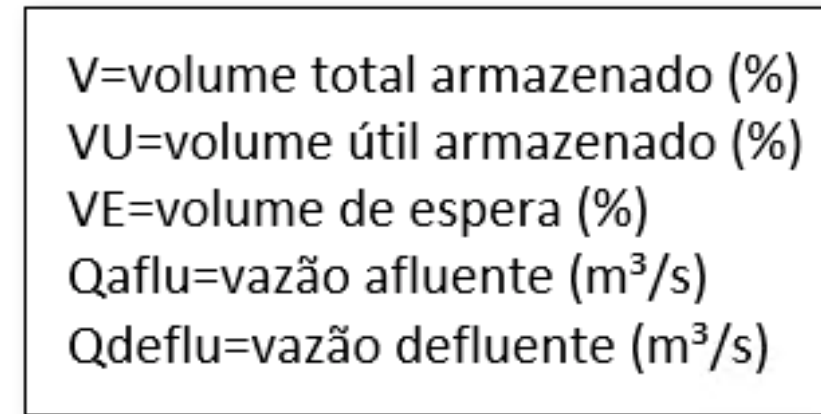 V=volume total armazenado (%)
VU=volume útil armazenado (%)
VE=volume de espera (%)
Qaflu=vazão afluente (m³/s)
Qdeflu=vazão defluente (m³/s)